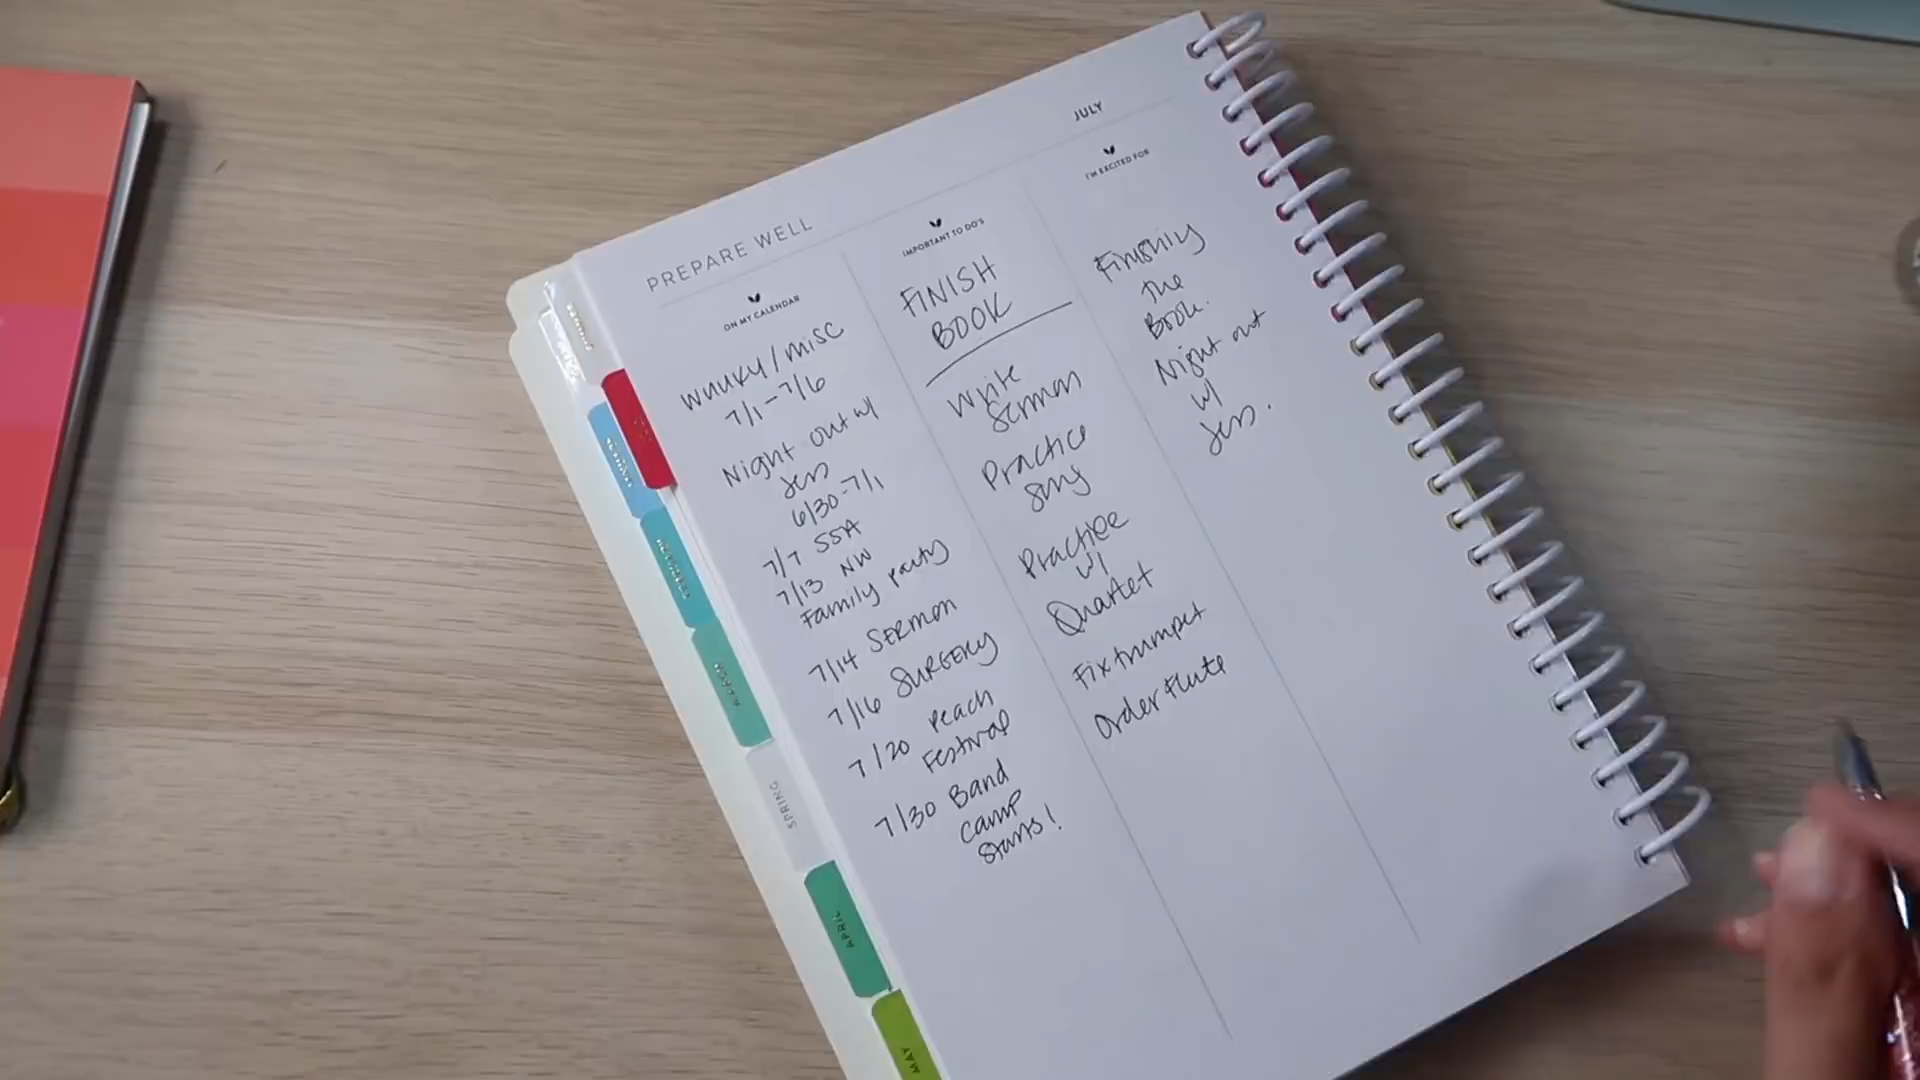 JULY
PREPARE WELL
ON MY CALENDAR
/ MISC
7/1 - 7/6
Night out w/
Jess
6/30-7/1
7/7 SSA
7/13 NW
Family party
7/14 SERMON
7/16 SURGERY
7/20 Peach
Festival
7/30 Band
camp
starts!
IMPORTANT TO DO'S
FINISH
BOOK
Write
Sermon
Practice
Song
Practice
w/
Quartet
Fix trumpet
Order Flute
I'M EXCITED FOR
Finishing
the
Book.
Night out
w/
Jess.
JANUARY
FEBRUARY
MARCH
SPRING
APRIL
MAY